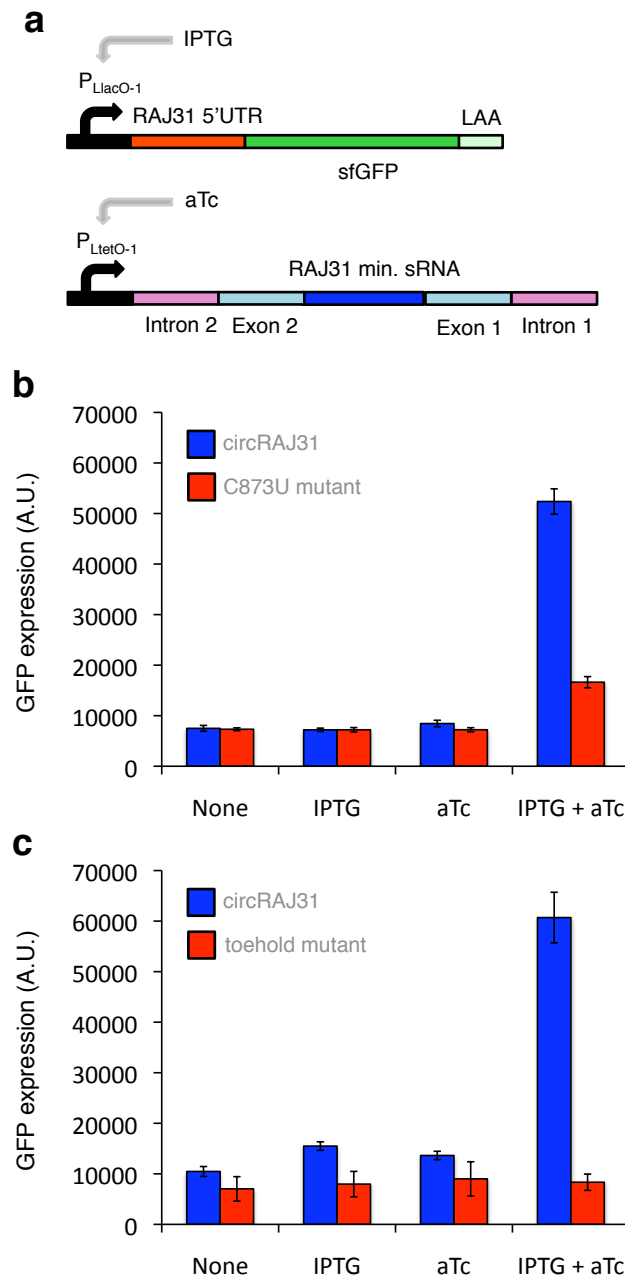 a
IPTG
PLlacO-1
RAJ31 5'UTR
LAA
sfGFP
aTc
PLtetO-1
RAJ31 min. sRNA
Intron 2
Exon 2
Exon 1
Intron 1
b
GFP expression (A.U.)
70000
60000
50000
40000
30000
20000
10000
0
circRAJ31
C873U mutant
None
IPTG
aTc
IPTG + aTc
c
GFP expression (A.U.)
70000
60000
50000
40000
30000
20000
10000
0
circRAJ31
toehold mutant
None
IPTG
aTc
IPTG + aTc